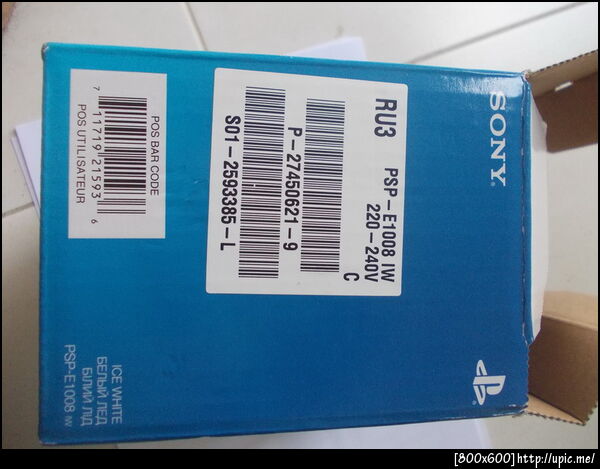 SONY
RU3
PSP-E1008 IW
220-240V
C
P-27450621-9
S01-2593385-L
POS BAR CODE
7 11719 21593 6
POS UTILISATEUR
ICE WHITE
БЕЛЫЙ ЛЕД
БІЛИЙ ЛІД
PSP-E1008 IW
[800x600]http://upic.me/